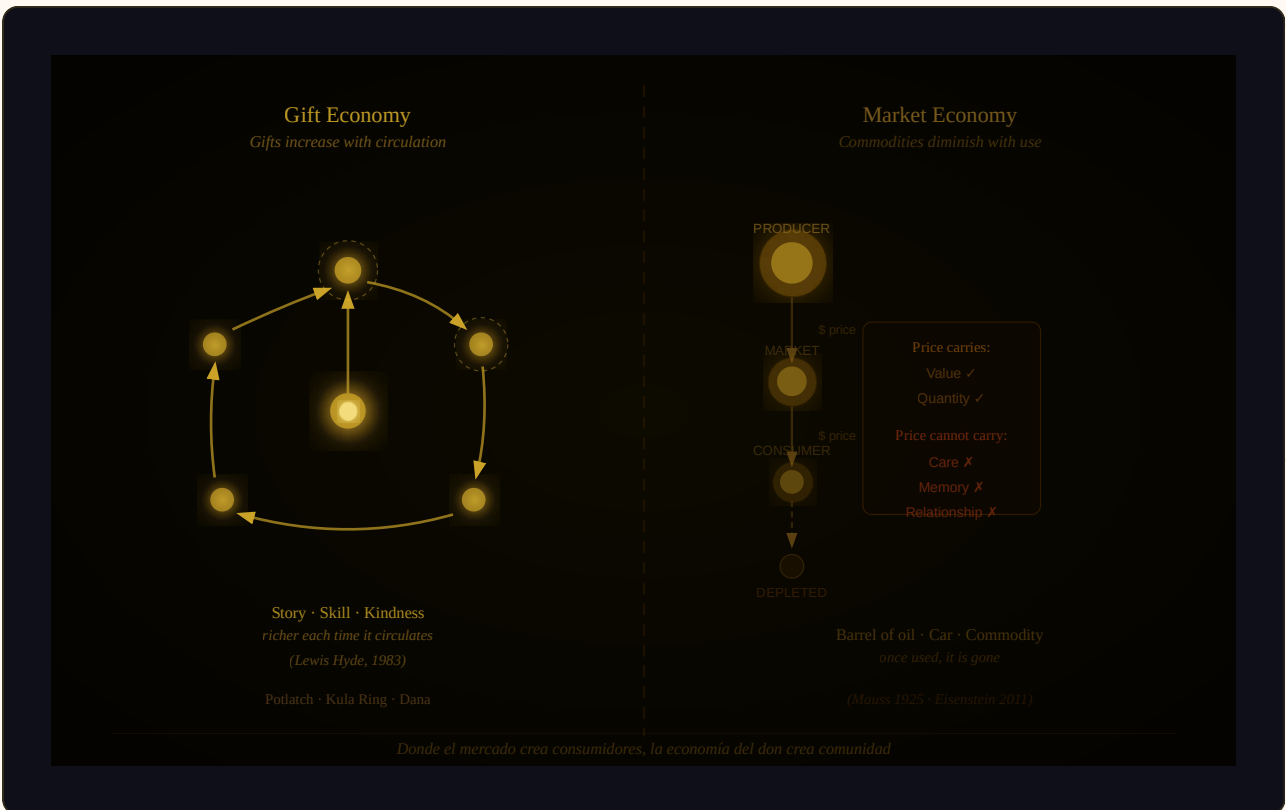 Gift Economy
Gifts increase with circulation
Story · Skill · Kindness
richer each time it circulates
(Lewis Hyde, 1983)
Potlatch · Kula Ring · Dana
Market Economy
Commodities diminish with use
PRODUCER
$ price
MARKET
$ price
CONSUMER
DEPLETED
Price carries:
Value ✓
Quantity ✓
Price cannot carry:
Care ✗
Memory ✗
Relationship ✗
Barrel of oil · Car · Commodity
once used, it is gone
(Mauss 1925 · Eisenstein 2011)
Donde el mercado crea consumidores, la economía del don crea comunidad